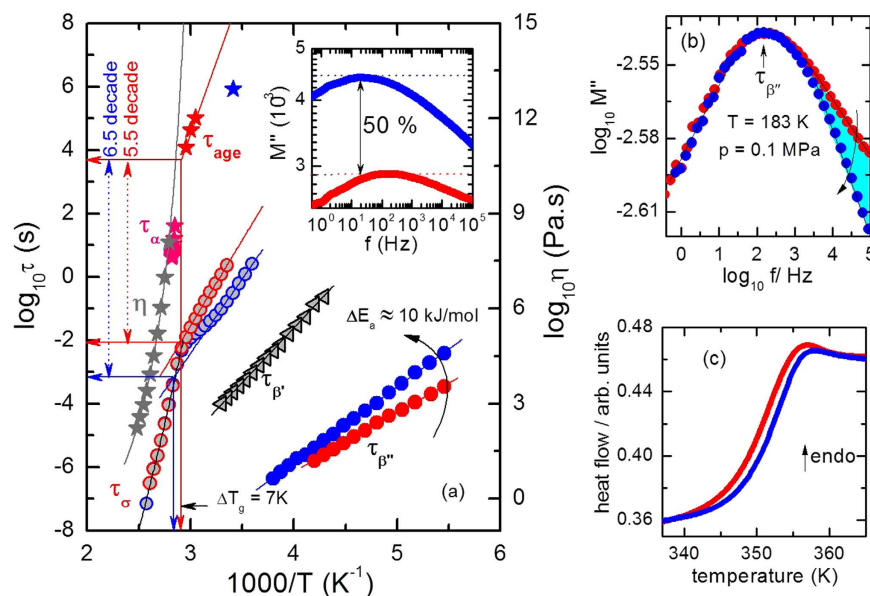 8
6
4
2
0
-2
-4
-6
-8
log10τ (s)
6.5 decade
5.5 decade
τage
τα
η
τσ
τβ'
τβ''
ΔEa ≈ 10 kJ/mol
ΔTg = 7K
(a)
2 3 4 5 6
1000/T (K-1)
15
12
9
6
3
0
log10η (Pa.s)
5
4
3
2
M'' (10³)
50 %
10⁰ 10¹ 10² 10³ 10⁴ 10⁵
f (Hz)
(b)
-2.55
-2.58
-2.61
log10 M''
τβ''
T = 183 K
p = 0.1 MPa
0 1 2 3 4 5
log10 f/ Hz
0.48
0.44
0.40
0.36
heat flow / arb. units
(c)
endo
340 350 360
temperature (K)